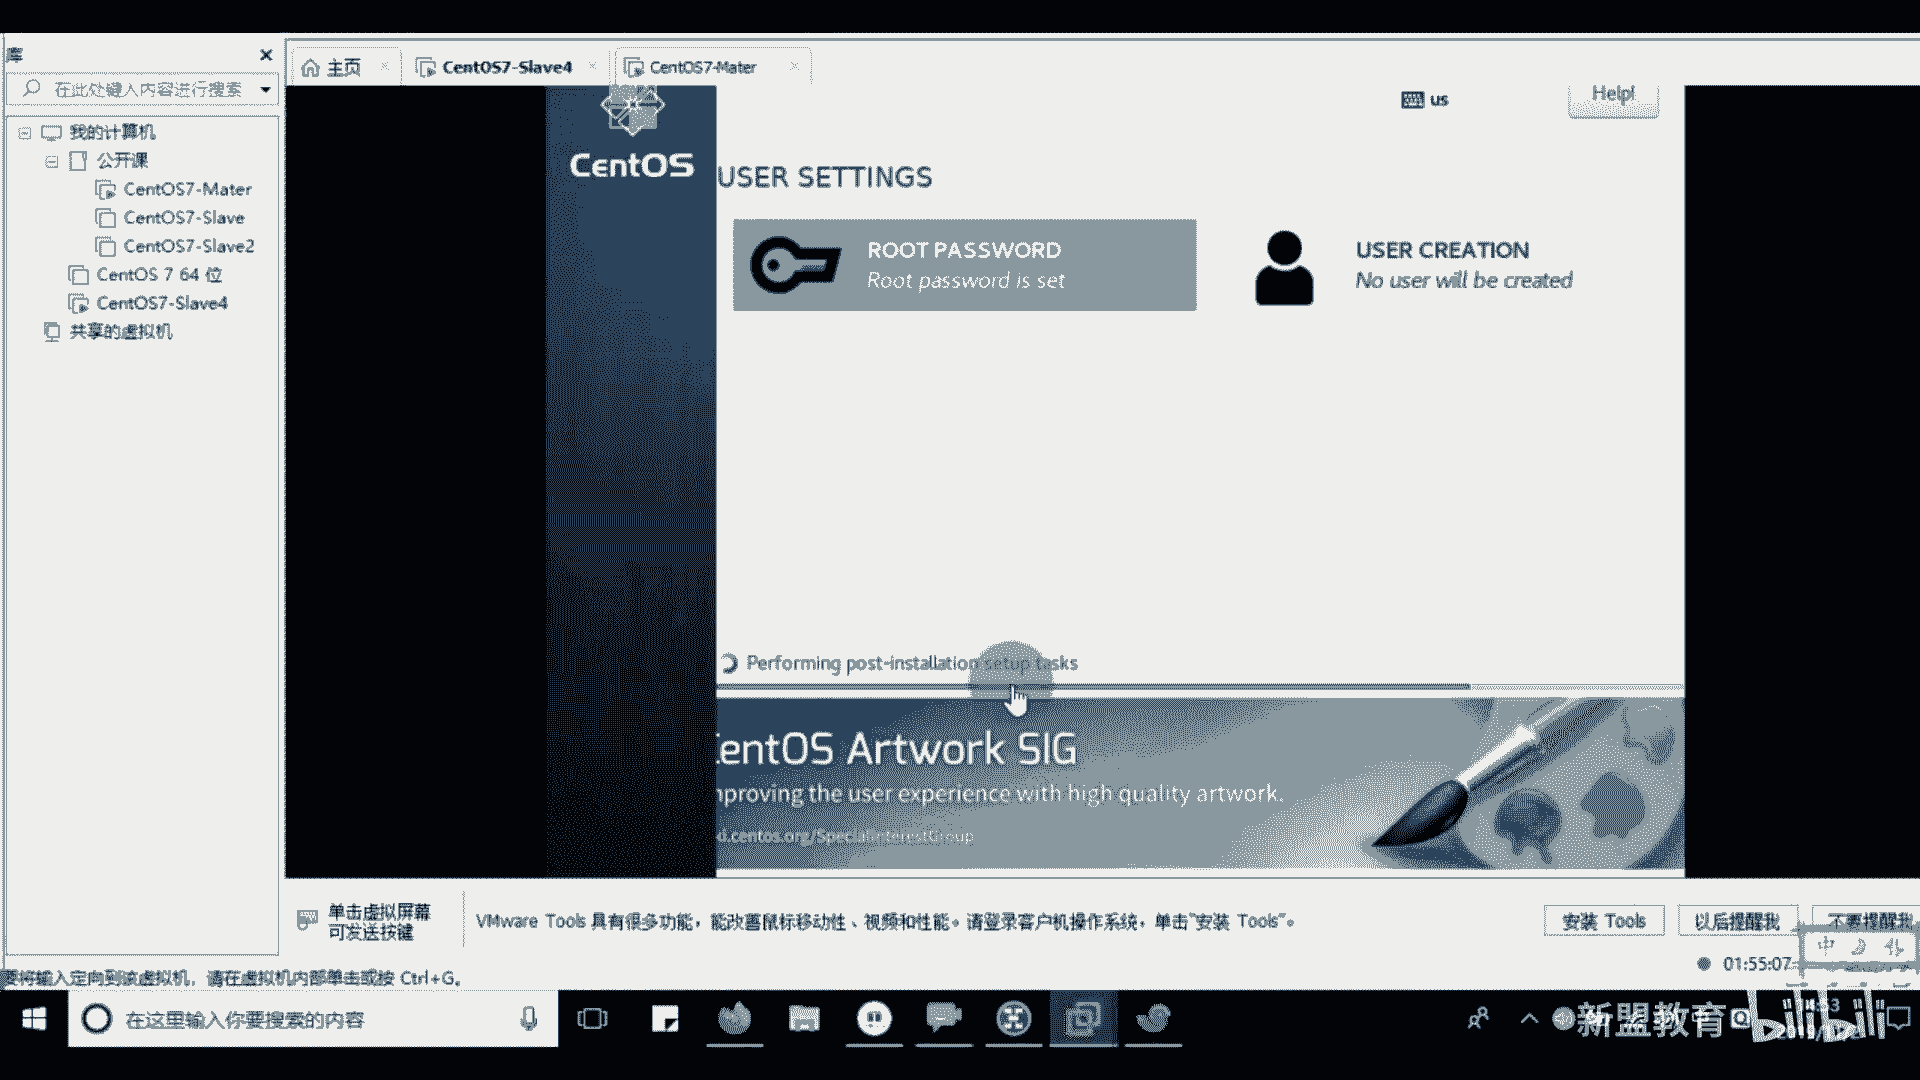 库
在此处键入内容进行搜索
我的计算机
公开课
CentOS7-Mater
CentOS7-Slave
CentOS7-Slave2
CentOS 7 64 位
CentOS7-Slave4
共享的虚拟机
主页
CentOS7-Slave4
CentOS7-Mater
CentOS
us
Help!
USER SETTINGS
ROOT PASSWORD
Root password is set
USER CREATION
No user will be created
Performing post-installation setup tasks
entOS Artwork SIG
proving the user experience with high quality artwork.
d.centos.org/SpecialInterestGroup
单击虚拟屏幕
可发送按键
VMware Tools 具有很多功能，能改善鼠标移动性、视频和性能。请登录客户机操作系统，单击“安装 Tools”。
安装 Tools
以后提醒我
不要提醒我
中
01:55:07
要将输入定向到该虚拟机，请在虚拟机内部单击或按 Ctrl+G。
在这里输入你要搜索的内容
新盟教育
bilibili